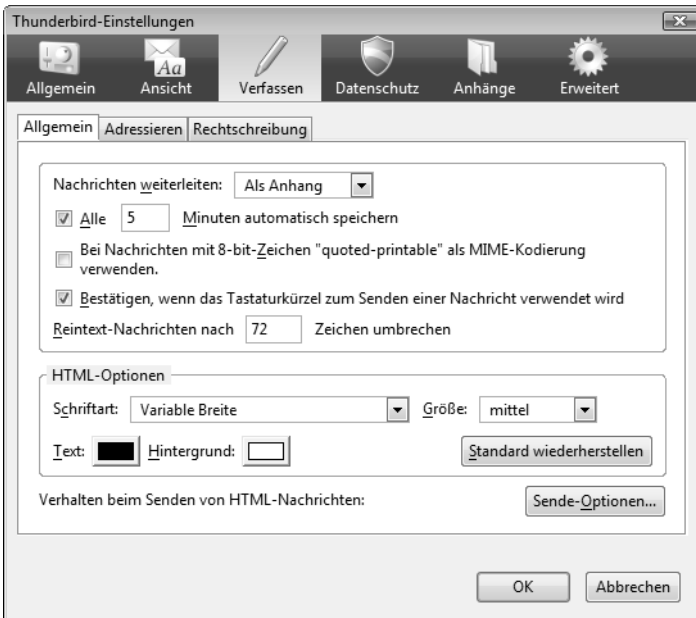 Thunderbird-Einstellungen
Aa
Allgemein Ansicht Verfassen Datenschutz Anhänge Erweitert
Allgemein Adressieren Rechtschreibung
Nachrichten weiterleiten: Als Anhang
Alle 5 Minuten automatisch speichern
Bei Nachrichten mit 8-bit-Zeichen "quoted-printable" als MIME-Kodierung
verwenden.
Bestätigen, wenn das Tastaturkürzel zum Senden einer Nachricht verwendet wird
Reintext-Nachrichten nach 72 Zeichen umbrechen
HTML-Optionen
Schriftart: Variable Breite Größe: mittel
Text: Hintergrund: Standard wiederherstellen
Verhalten beim Senden von HTML-Nachrichten: Sende-Optionen...
OK Abbrechen